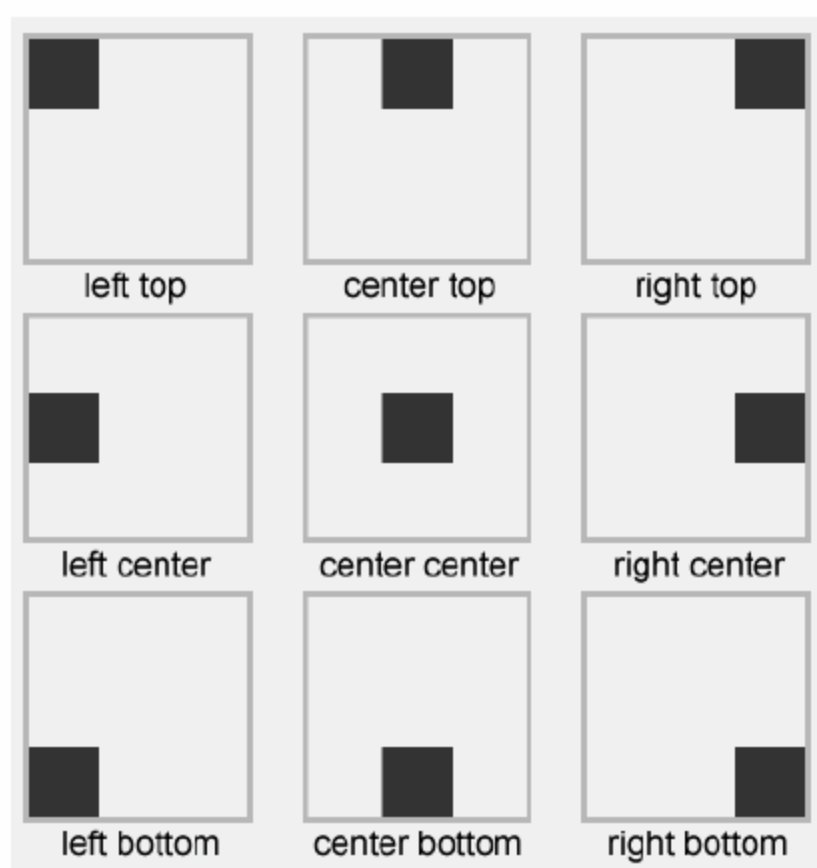 left top
center top
right top
left center
center center
right center
left bottom
center bottom
right bottom